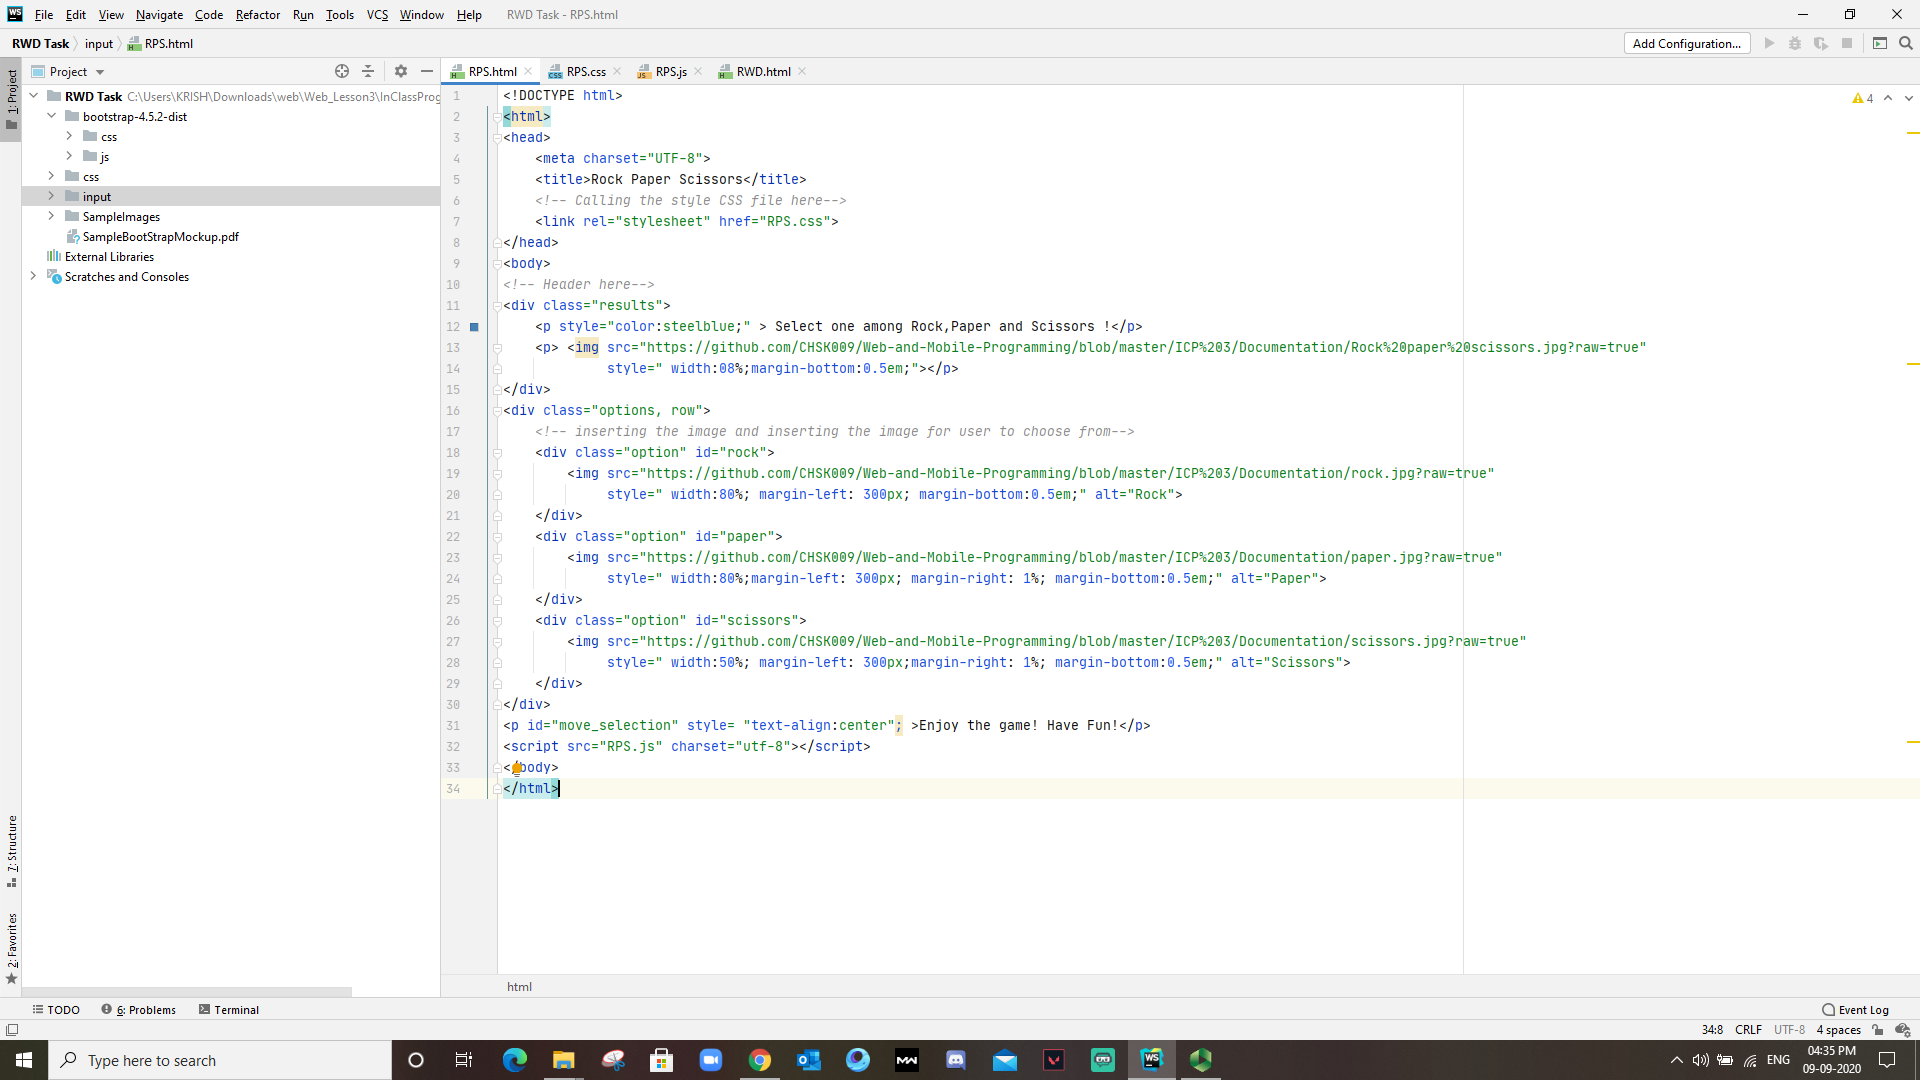 File Edit View Navigate Code Refactor Run Tools VCS Window Help RWD Task - RPS.html
RWD Task input RPS.html Add Configuration...
Project RPS.html RPS.css RPS.js RWD.html
1: Project
RWD Task C:\Users\KRISH\Downloads\web\Web_Lesson3\InClassProg
bootstrap-4.5.2-dist
css
js
css
input
SampleImages
SampleBootStrapMockup.pdf
External Libraries
Scratches and Consoles
4
1 <!DOCTYPE html>
2 <html>
3 <head>
4 <meta charset="UTF-8">
5 <title>Rock Paper Scissors</title>
6 <!-- Calling the style CSS file here-->
7 <link rel="stylesheet" href="RPS.css">
8 </head>
9 <body>
10 <!-- Header here-->
11 <div class="results">
12 <p style="color:steelblue;" > Select one among Rock,Paper and Scissors !</p>
13 <p> <img src="https://github.com/CHSK009/Web-and-Mobile-Programming/blob/master/ICP%203/Documentation/Rock%20paper%20scissors.jpg?raw=true"
14 style=" width:08%;margin-bottom:0.5em;"></p>
15 </div>
16 <div class="options, row">
17 <!-- inserting the image and inserting the image for user to choose from-->
18 <div class="option" id="rock">
19 <img src="https://github.com/CHSK009/Web-and-Mobile-Programming/blob/master/ICP%203/Documentation/rock.jpg?raw=true"
20 style=" width:80%; margin-left: 300px; margin-bottom:0.5em;" alt="Rock">
21 </div>
22 <div class="option" id="paper">
23 <img src="https://github.com/CHSK009/Web-and-Mobile-Programming/blob/master/ICP%203/Documentation/paper.jpg?raw=true"
24 style=" width:80%;margin-left: 300px; margin-right: 1%; margin-bottom:0.5em;" alt="Paper">
25 </div>
26 <div class="option" id="scissors">
27 <img src="https://github.com/CHSK009/Web-and-Mobile-Programming/blob/master/ICP%203/Documentation/scissors.jpg?raw=true"
28 style=" width:50%; margin-left: 300px;margin-right: 1%; margin-bottom:0.5em;" alt="Scissors">
29 </div>
30 </div>
31 <p id="move_selection" style= "text-align:center"; >Enjoy the game! Have Fun!</p>
32 <script src="RPS.js" charset="utf-8"></script>
33 </body>
34 </html>
7: Structure
2: Favorites
html
TODO 6: Problems Terminal Event Log
34:8 CRLF UTF-8 4 spaces
Type here to search ENG 04:35 PM
09-09-2020